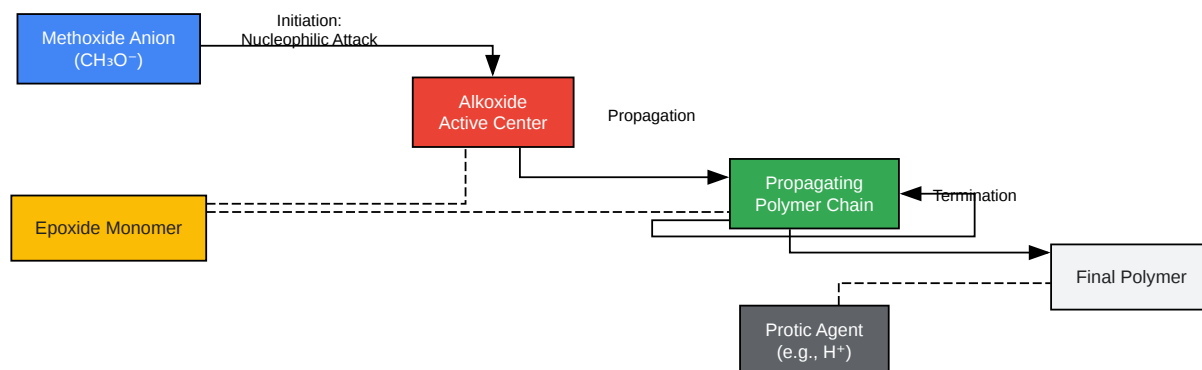 Methoxide Anion
(CH₃O⁻)
Initiation:
Nucleophilic Attack
Alkoxide
Active Center
Propagation
Propagating
Polymer Chain
Termination
Epoxide Monomer
Final Polymer
Protic Agent
(e.g., H⁺)